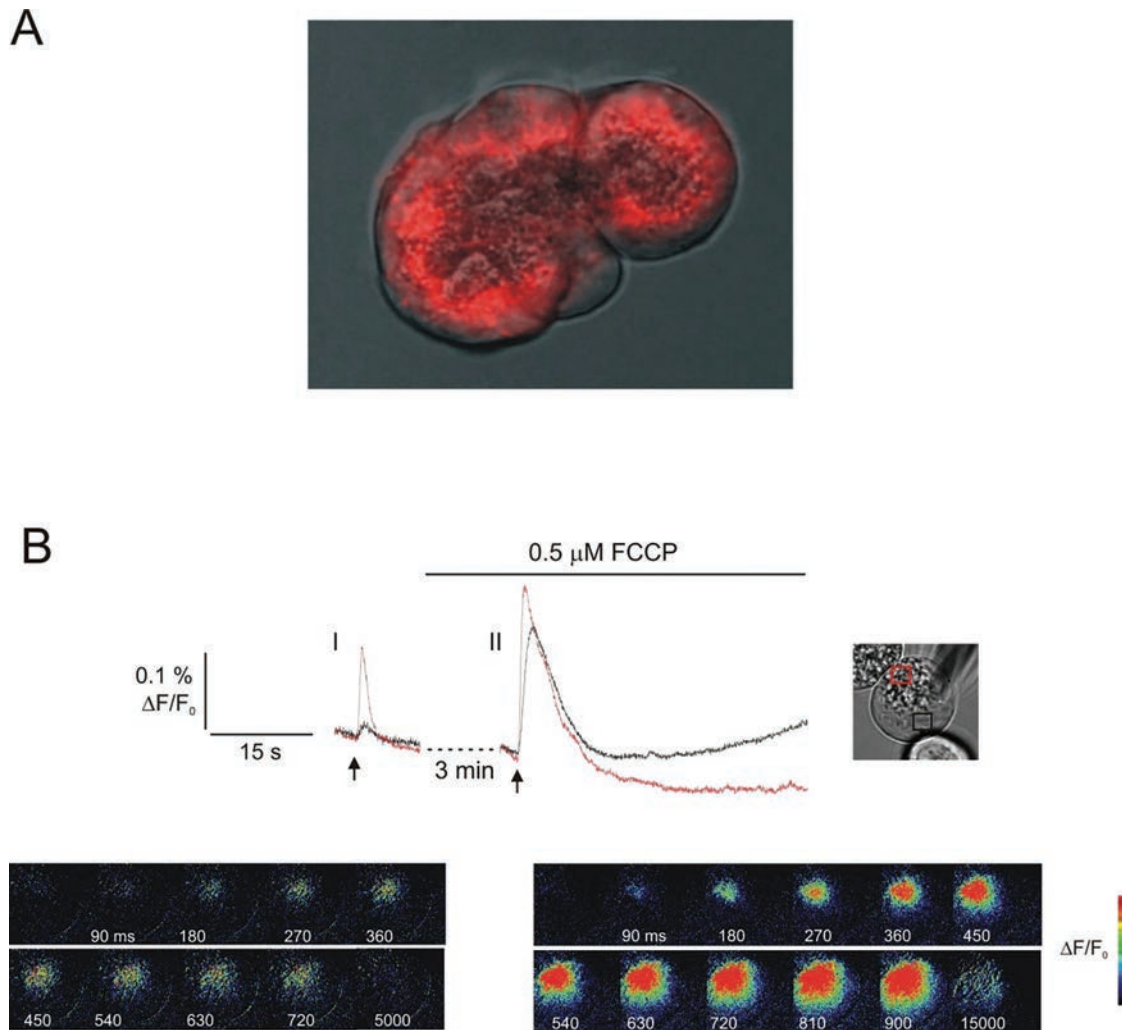 A
B
0.5 μM FCCP
I
II
0.1 %
ΔF/F₀
15 s
3 min
90 ms 180 270 360
450 540 630 720 5000
90 ms 180 270 360 450
540 630 720 810 900 15000
ΔF/F₀